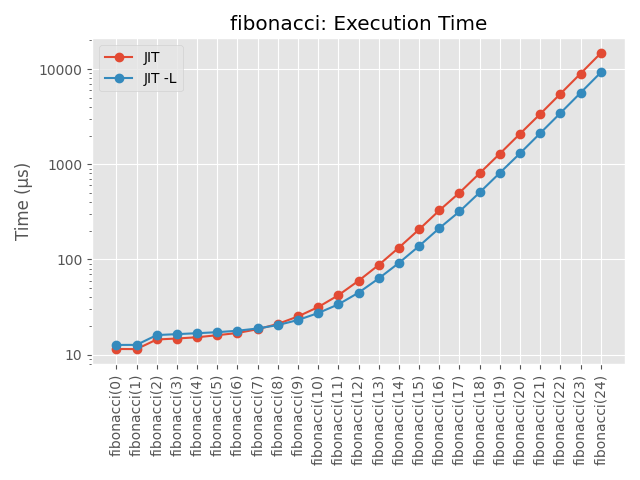 fibonacci: Execution Time
JIT
JIT -L
Time (µs)
10000
1000
100
10
fibonacci(0)
fibonacci(1)
fibonacci(2)
fibonacci(3)
fibonacci(4)
fibonacci(5)
fibonacci(6)
fibonacci(7)
fibonacci(8)
fibonacci(9)
fibonacci(10)
fibonacci(11)
fibonacci(12)
fibonacci(13)
fibonacci(14)
fibonacci(15)
fibonacci(16)
fibonacci(17)
fibonacci(18)
fibonacci(19)
fibonacci(20)
fibonacci(21)
fibonacci(22)
fibonacci(23)
fibonacci(24)